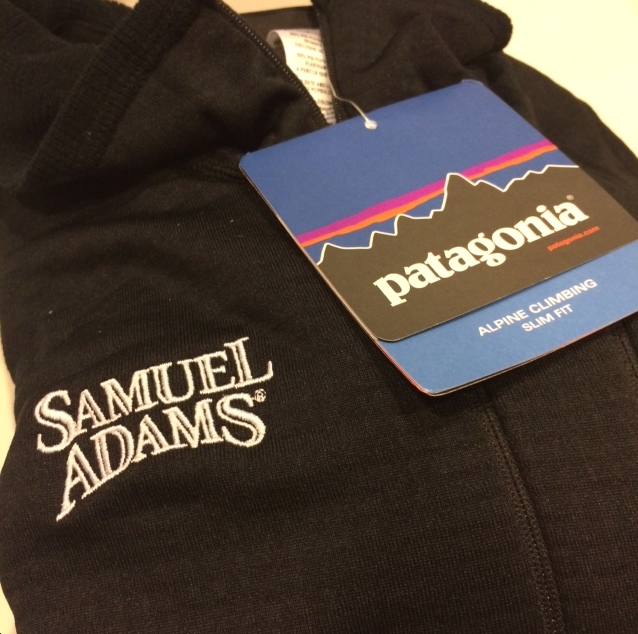 patagonia®
patagonia.com
ALPINE CLIMBING
SLIM FIT
SAMUEL
ADAMS®